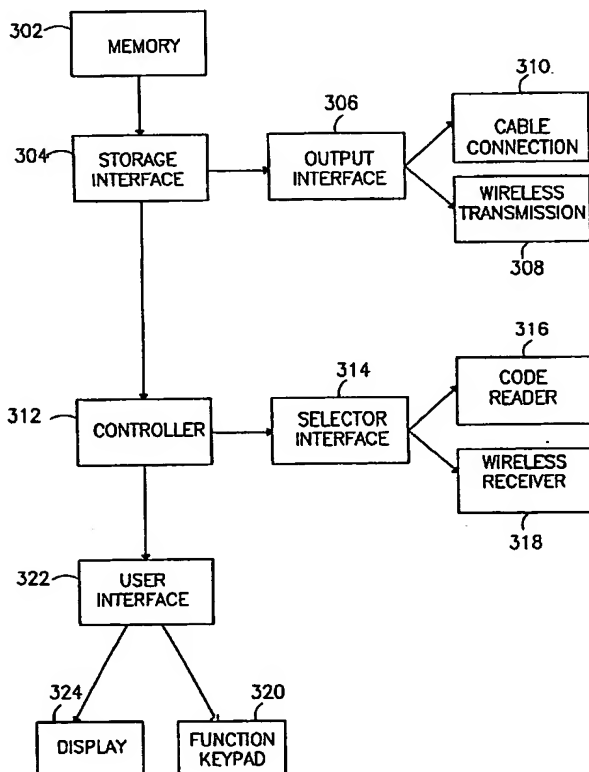 302
MEMORY
310
306
304
STORAGE
INTERFACE
OUTPUT
INTERFACE
CABLE
CONNECTION
WIRELESS
TRANSMISSION
308
316
314
312
CONTROLLER
SELECTOR
INTERFACE
CODE
READER
WIRELESS
RECEIVER
318
322
USER
INTERFACE
324
320
DISPLAY
FUNCTION
KEYPAD